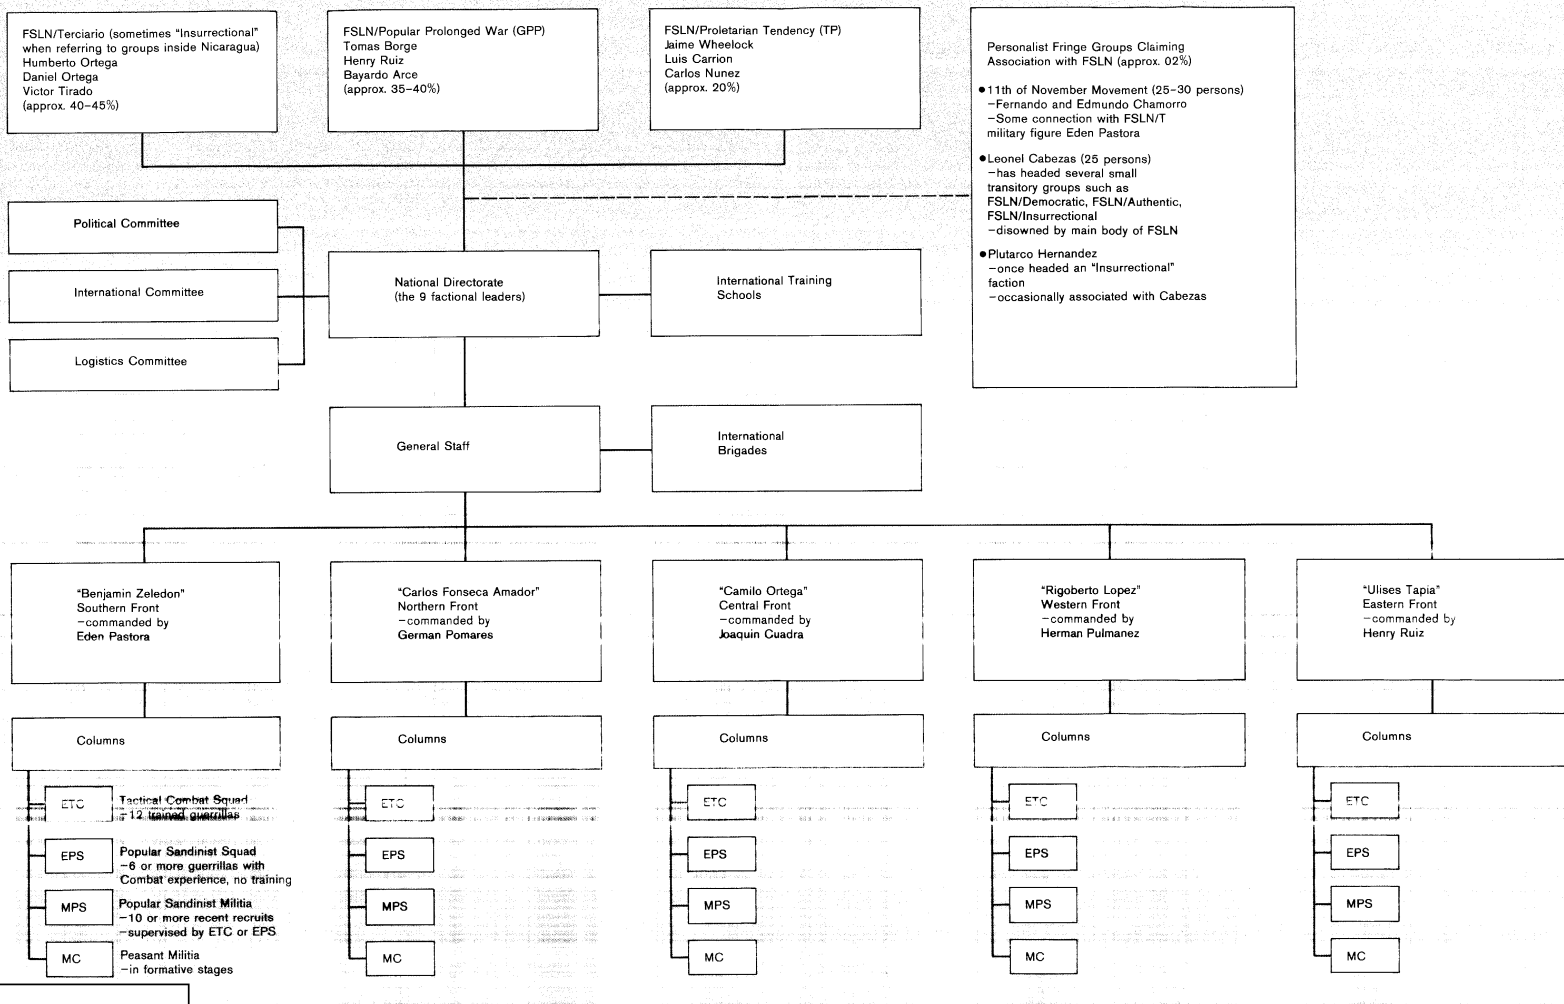 FSLN/Terciario (sometimes "Insurrectional"
when referring to groups inside Nicaragua)
Humberto Ortega
Daniel Ortega
Victor Tirado
(approx. 40-45%)
FSLN/Popular Prolonged War (GPP)
Tomas Borge
Henry Ruiz
Bayardo Arce
(approx. 35-40%)
FSLN/Proletarian Tendency (TP)
Jaime Wheelock
Luis Carrion
Carlos Nunez
(approx. 20%)
Personalist Fringe Groups Claiming
Association with FSLN (approx. 02%)
●11th of November Movement (25-30 persons)
-Fernando and Edmundo Chamorro
-Some connection with FSLN/T
military figure Eden Pastora
●Leonel Cabezas (25 persons)
-has headed several small
transitory groups such as
FSLN/Democratic, FSLN/Authentic,
FSLN/Insurrectional
-disowned by main body of FSLN
●Plutarco Hernandez
-once headed an "Insurrectional"
faction
-occasionally associated with Cabezas
Political Committee
International Committee
Logistics Committee
National Directorate
(the 9 factional leaders)
International Training
Schools
General Staff
International
Brigades
"Benjamin Zeledon"
Southern Front
-commanded by
Eden Pastora
"Carlos Fonseca Amador"
Northern Front
-commanded by
German Pomares
"Camilo Ortega"
Central Front
-commanded by
Joaquin Cuadra
"Rigoberto Lopez"
Western Front
-commanded by
Herman Pulmanez
"Ulises Tapia"
Eastern Front
-commanded by
Henry Ruiz
Columns
Columns
Columns
Columns
Columns
ETC
Tactical Combat Squad
-12 trained guerrillas
EPS
Popular Sandinist Squad
-6 or more guerrillas with
Combat experience, no training
MPS
Popular Sandinist Militia
-10 or more recent recruits
-supervised by ETC or EPS
MC
Peasant Militia
-in formative stages
ETC
EPS
MPS
MC
ETC
EPS
MPS
MC
ETC
EPS
MPS
MC
ETC
EPS
MPS
MC